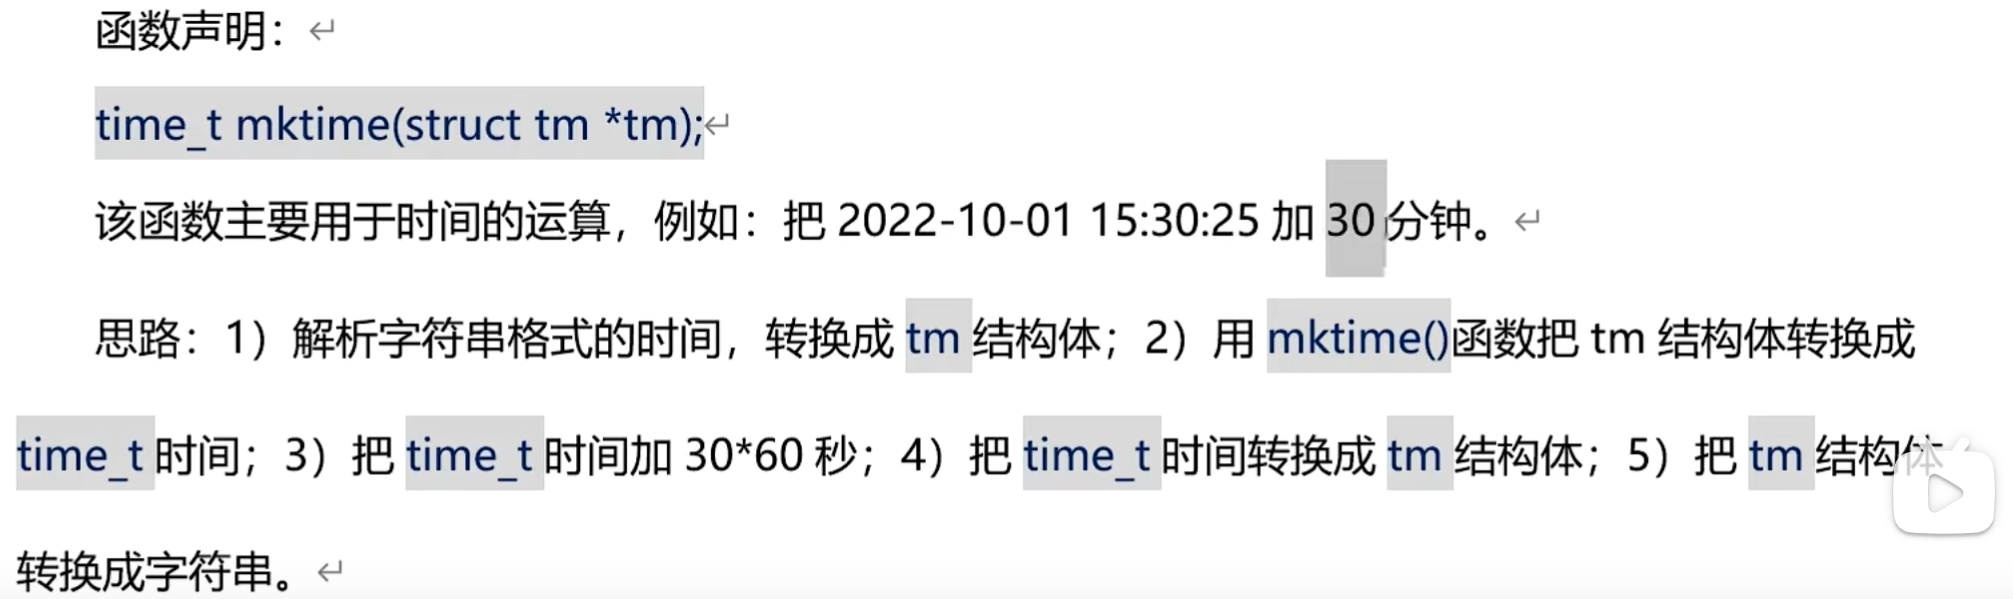 函数声明：
time_t mktime(struct tm *tm);
该函数主要用于时间的运算，例如：把 2022-10-01 15:30:25 加 30 分钟。
思路：1）解析字符串格式的时间，转换成 tm 结构体；2）用 mktime()函数把 tm 结构体转换成
time_t 时间；3）把 time_t 时间加 30*60 秒；4）把 time_t 时间转换成 tm 结构体；5）把 tm 结构体
转换成字符串。